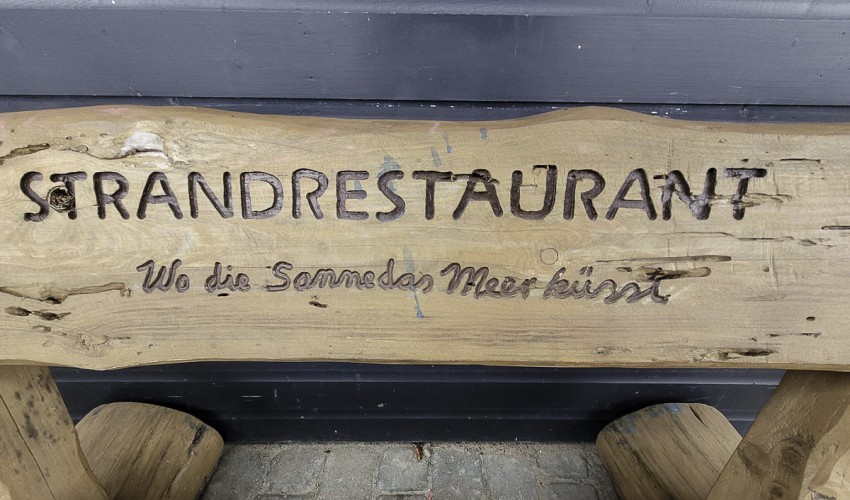 STRANDRESTAURANT
Wo die Sonne das Meer küsst